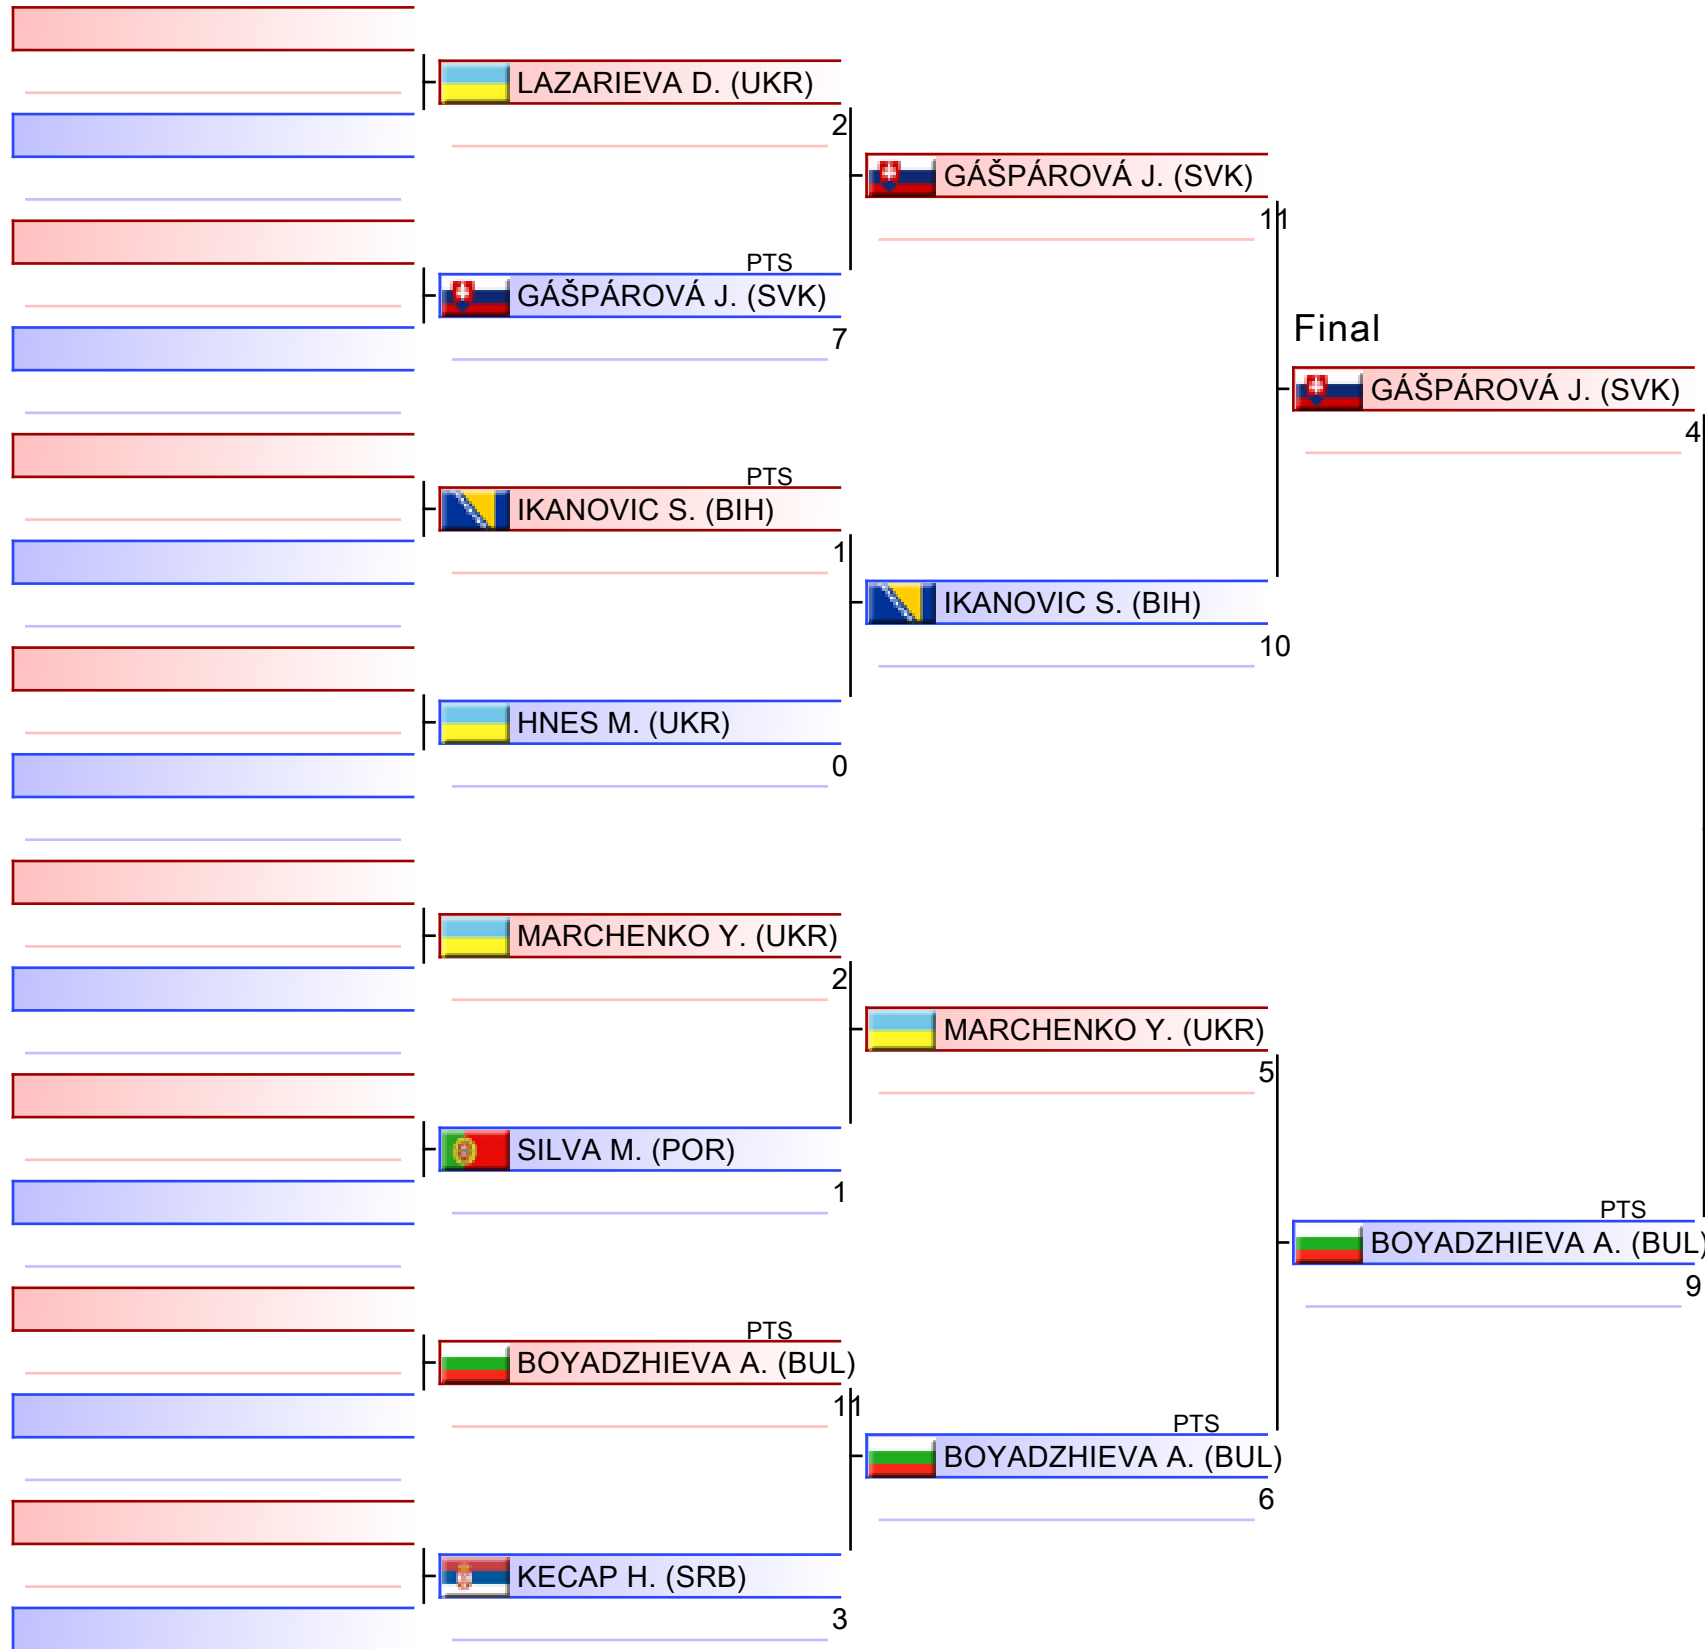 LAZARIEVA D. (UKR)
2
GÁŠPÁROVÁ J. (SVK)
11
PTS
GÁŠPÁROVÁ J. (SVK)
7
Final
GÁŠPÁROVÁ J. (SVK)
4
PTS
IKANOVIC S. (BIH)
1
IKANOVIC S. (BIH)
10
HNES M. (UKR)
0
MARCHENKO Y. (UKR)
2
MARCHENKO Y. (UKR)
5
SILVA M. (POR)
1
PTS
BOYADZHIEVA A. (BUL)
9
PTS
BOYADZHIEVA A. (BUL)
11
PTS
BOYADZHIEVA A. (BUL)
6
KECAP H. (SRB)
3